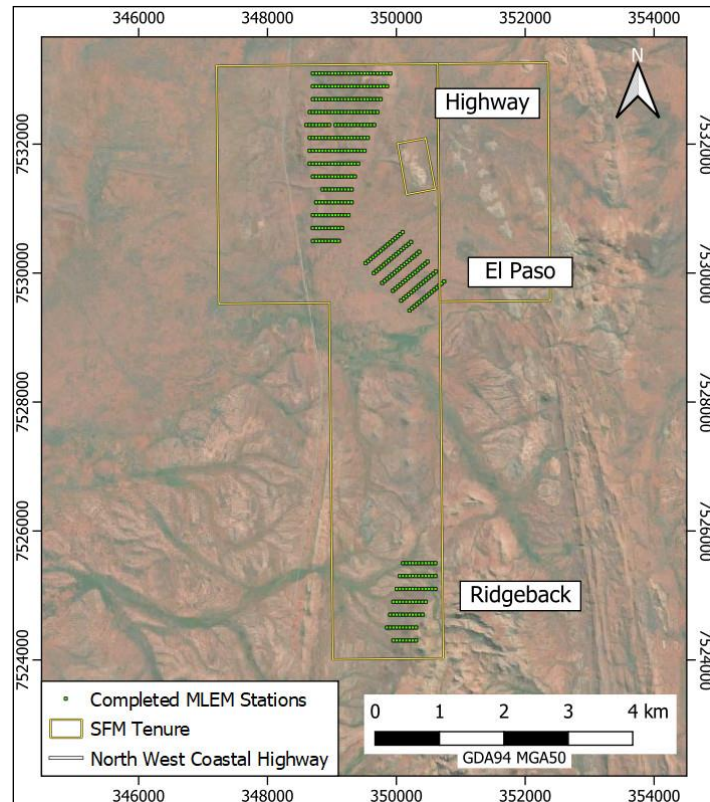 346000 348000 350000 352000 354000
N
Highway
7532000 7532000
El Paso
7530000 7530000
7528000 7528000
7526000 7526000
Ridgeback
7524000 7524000
Completed MLEM Stations
SFM Tenure
North West Coastal Highway
0 1 2 3 4 km
GDA94 MGA50
346000 348000 350000 352000 354000